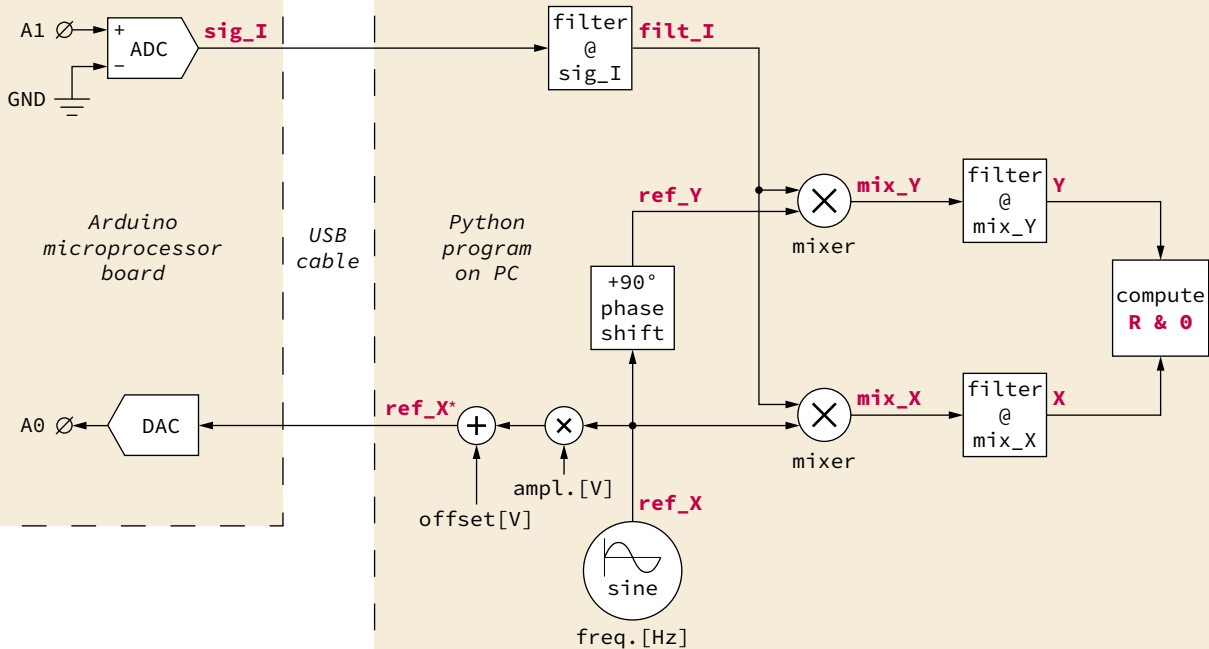 A1
+
−
ADC
GND
sig_I
filter
@
sig_I
filt_I
Arduino
microprocessor
board
USB
cable
Python
program
on PC
ref_Y
+90°
phase
shift
mixer
mix_Y
filter
@
mix_Y
Y
compute
R & 0
A0
DAC
ref_X*
+
×
ampl.[V]
offset[V]
ref_X
sine
freq.[Hz]
mixer
mix_X
filter
@
mix_X
X